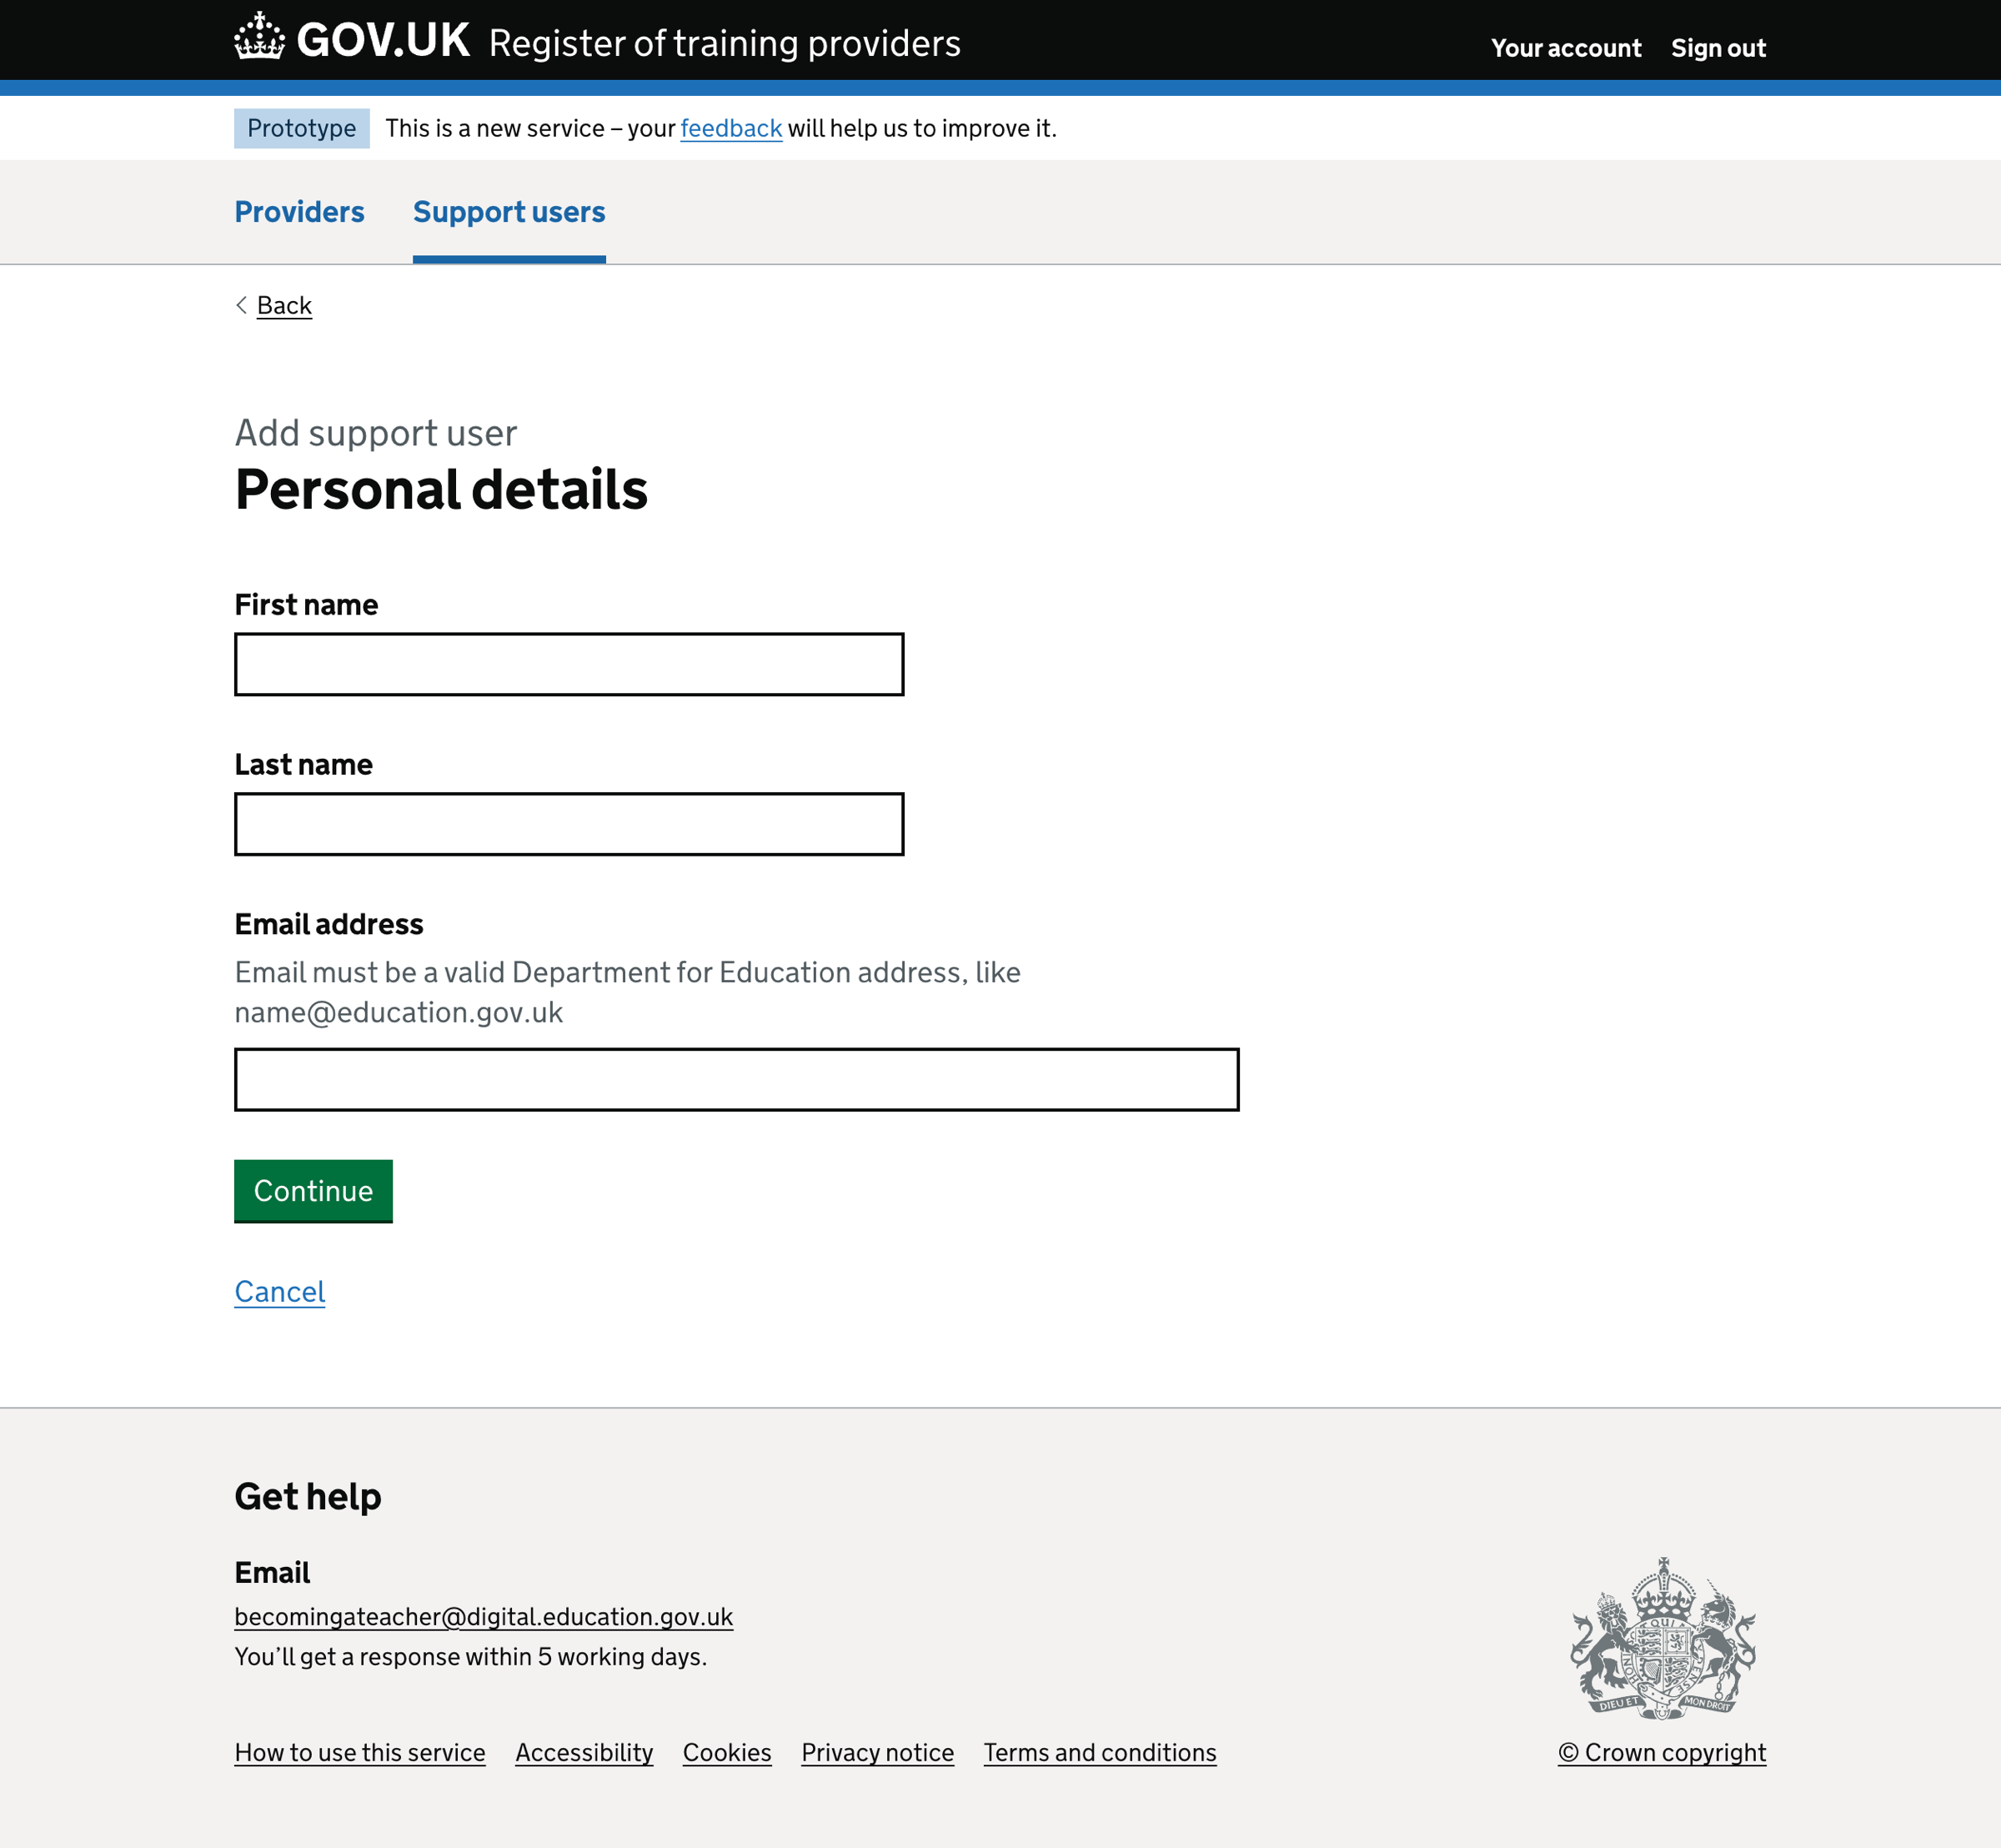 GOV.UK Register of training providers
Your account Sign out
Prototype This is a new service – your feedback will help us to improve it.
Providers Support users
Back
Add support user
Personal details
First name
Last name
Email address
Email must be a valid Department for Education address, like
name@education.gov.uk
Continue
Cancel
Get help
Email
becomingateacher@digital.education.gov.uk
You’ll get a response within 5 working days.
DIEU ET MON DROIT
How to use this service Accessibility Cookies Privacy notice Terms and conditions
© Crown copyright